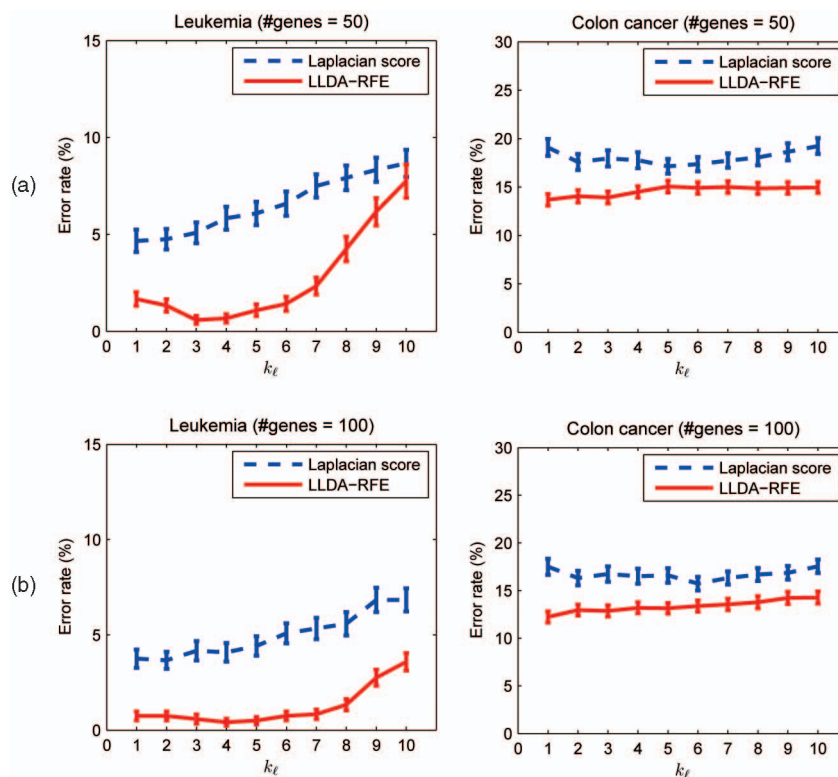 (a)
Leukemia (#genes = 50)
Error rate (%)
15
10
5
0
Laplacian score
LLDA−RFE
0 1 2 3 4 5 6 7 8 9 10
kℓ
Colon cancer (#genes = 50)
Error rate (%)
30
25
20
15
10
5
0
Laplacian score
LLDA−RFE
0 1 2 3 4 5 6 7 8 9 10
kℓ
(b)
Leukemia (#genes = 100)
Error rate (%)
15
10
5
0
Laplacian score
LLDA−RFE
0 1 2 3 4 5 6 7 8 9 10
kℓ
Colon cancer (#genes = 100)
Error rate (%)
30
25
20
15
10
5
0
Laplacian score
LLDA−RFE
0 1 2 3 4 5 6 7 8 9 10
kℓ